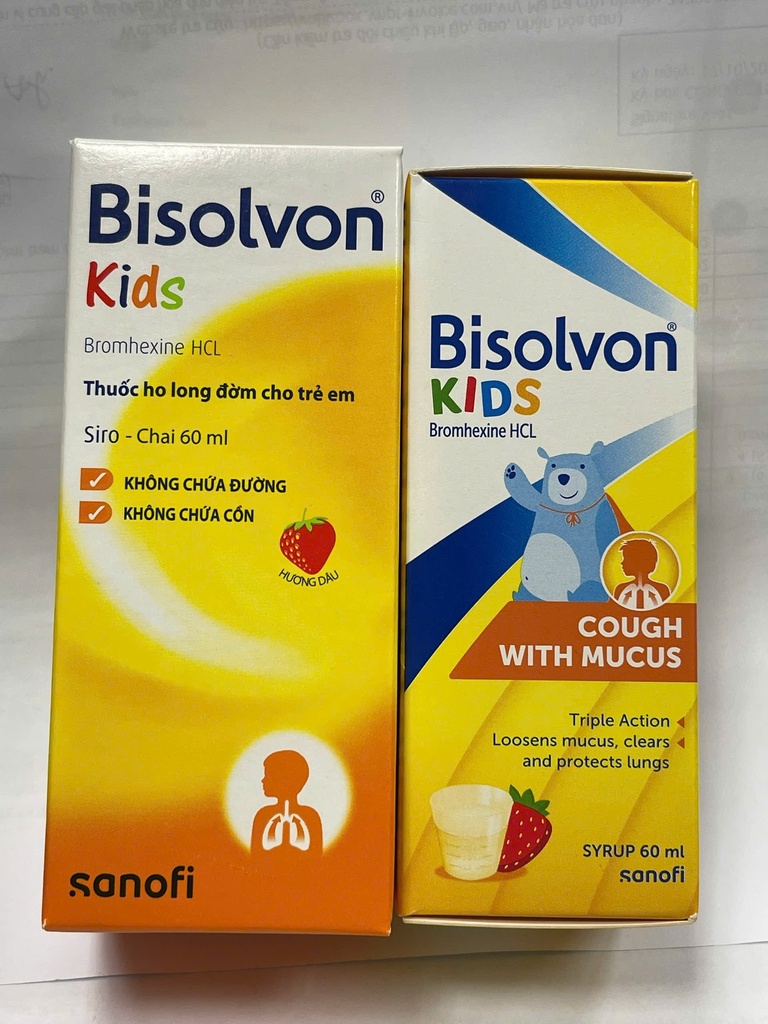 Bisolvon®
Kids
Bromhexine HCL
Thuốc ho long đờm cho trẻ em
Siro - Chai 60 ml
KHÔNG CHỨA ĐƯỜNG
KHÔNG CHỨA CỒN
HƯƠNG DÂU
sanofi
Bisolvon®
KIDS
Bromhexine HCL
COUGH
WITH MUCUS
Triple Action
Loosens mucus, clears
and protects lungs
SYRUP 60 ml
sanofi